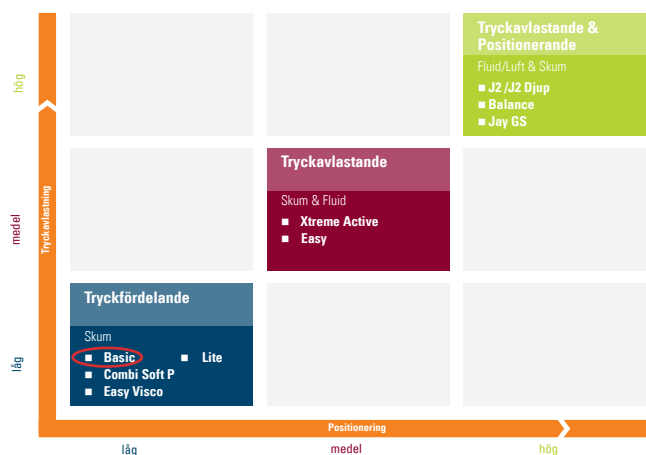 Tryckavlastande &
Positionerande
Fluid/Luft & Skum
■ J2 /J2 Djup
■ Balance
■ Jay GS
hög
Tryckavlastande
Skum & Fluid
■ Xtreme Active
■ Easy
medel
Tryckavlastning
Tryckfördelande
Skum
■ Basic ■ Lite
■ Combi Soft P
■ Easy Visco
låg
Positionering
låg medel hög